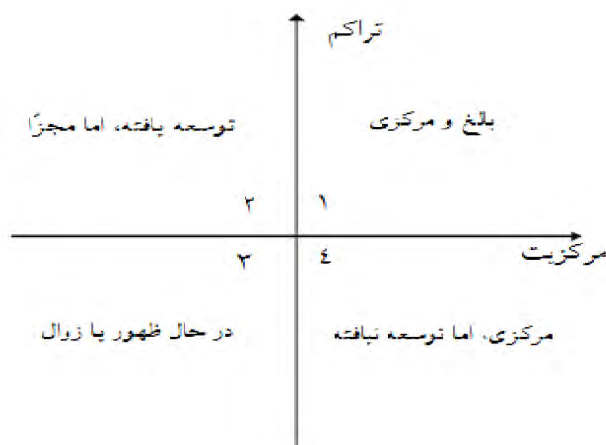 تراکم
بالغ و مرکزی
توسعه یافته، اما مجزّا
۱
۲
مرکزیت
۳
٤
مرکزی، اما توسعه نیافته
در حال ظهور یا زوال